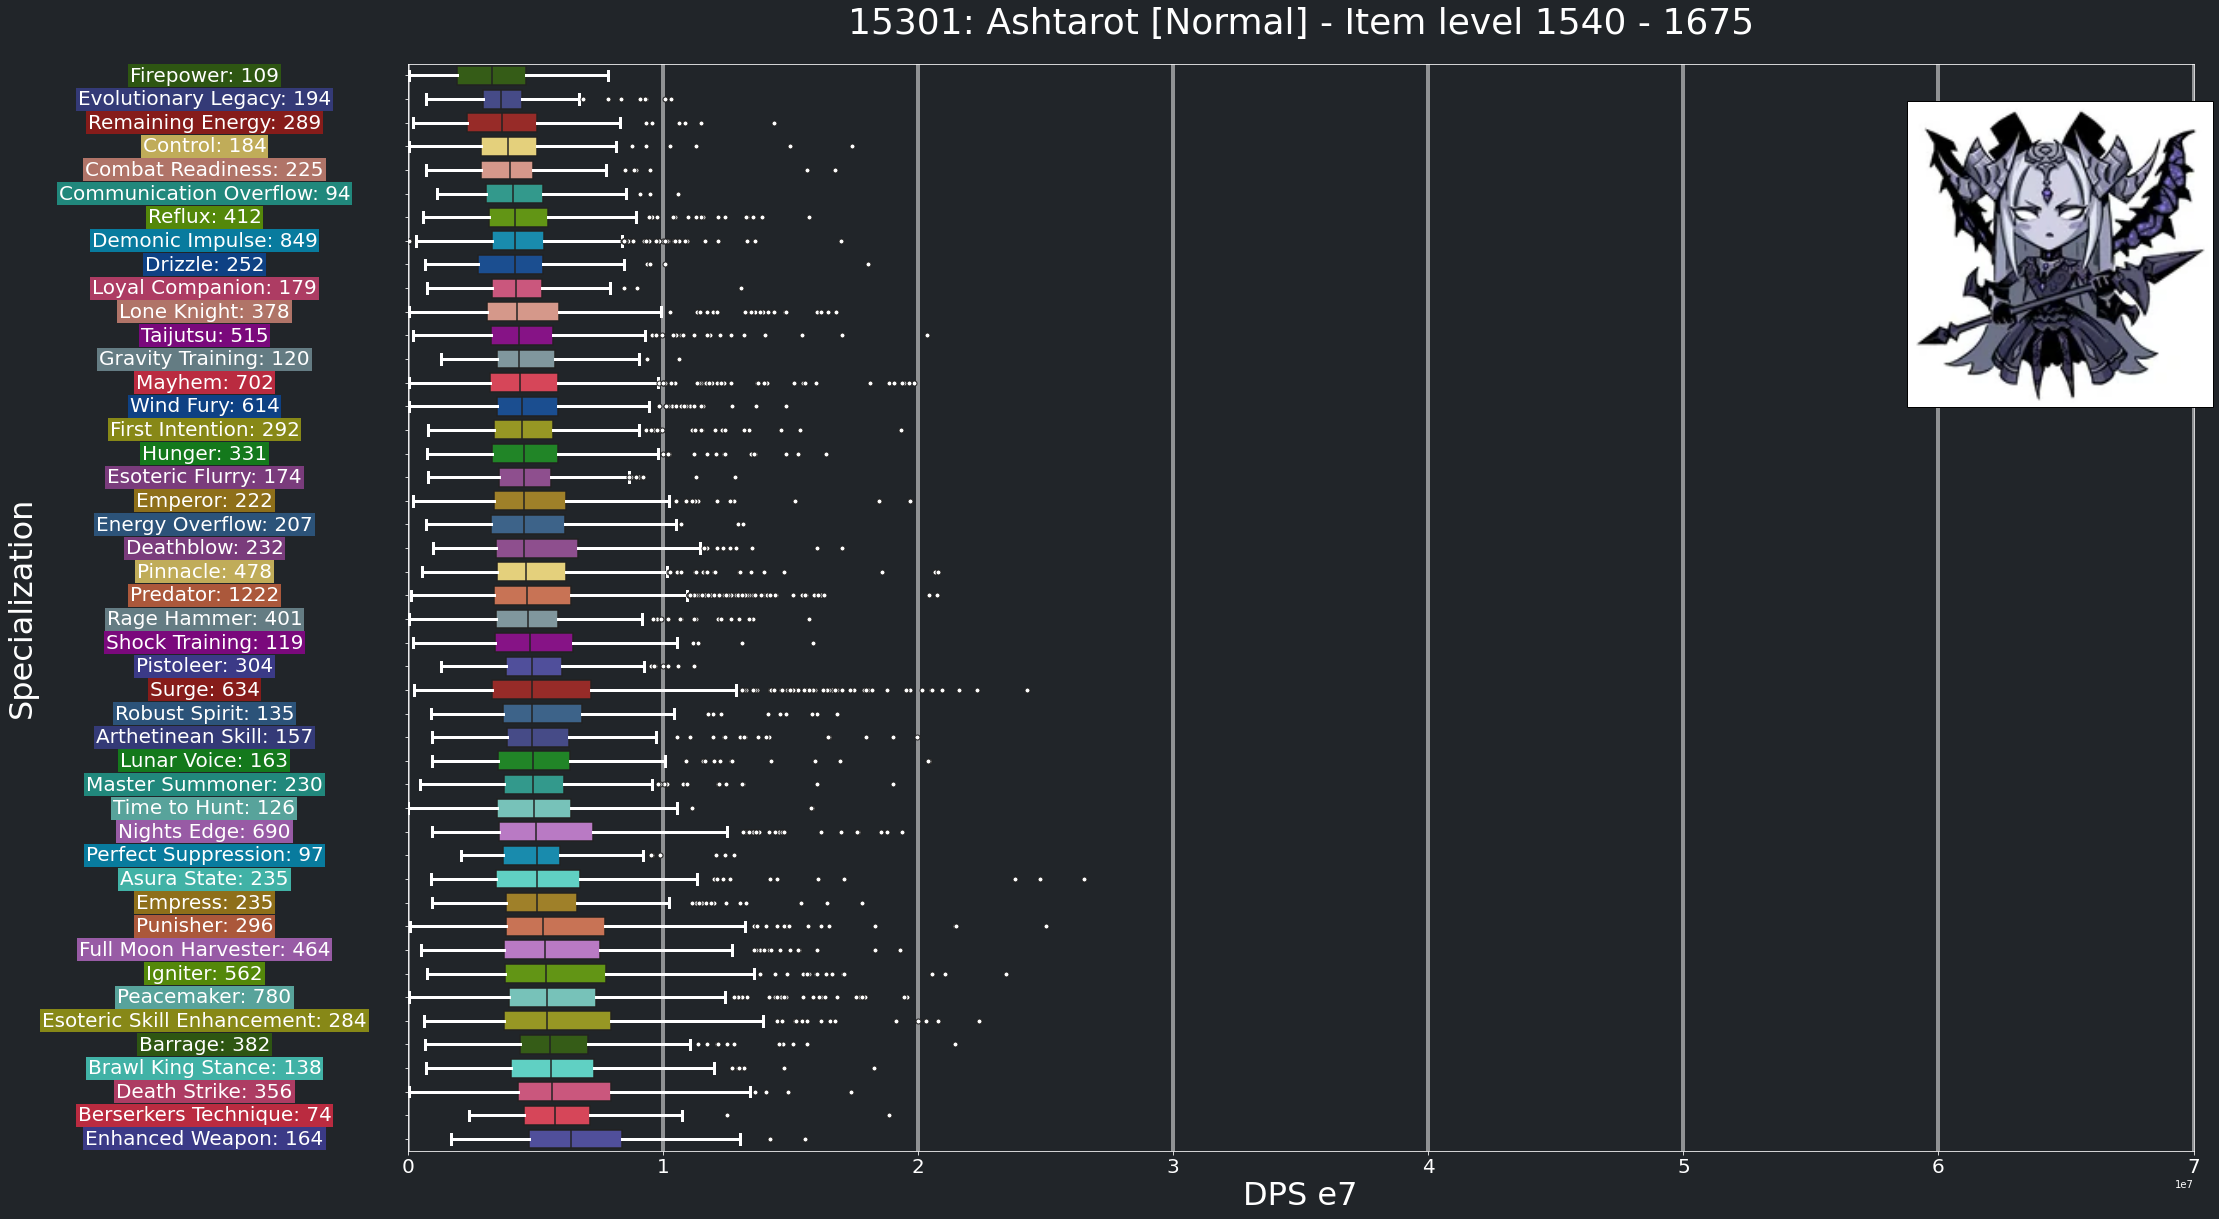 15301: Ashtarot [Normal] - Item level 1540 - 1675
Specialization
Firepower: 109
Evolutionary Legacy: 194
Remaining Energy: 289
Control: 184
Combat Readiness: 225
Communication Overflow: 94
Reflux: 412
Demonic Impulse: 849
Drizzle: 252
Loyal Companion: 179
Lone Knight: 378
Taijutsu: 515
Gravity Training: 120
Mayhem: 702
Wind Fury: 614
First Intention: 292
Hunger: 331
Esoteric Flurry: 174
Emperor: 222
Energy Overflow: 207
Deathblow: 232
Pinnacle: 478
Predator: 1222
Rage Hammer: 401
Shock Training: 119
Pistoleer: 304
Surge: 634
Robust Spirit: 135
Arthetinean Skill: 157
Lunar Voice: 163
Master Summoner: 230
Time to Hunt: 126
Nights Edge: 690
Perfect Suppression: 97
Asura State: 235
Empress: 235
Punisher: 296
Full Moon Harvester: 464
Igniter: 562
Peacemaker: 780
Esoteric Skill Enhancement: 284
Barrage: 382
Brawl King Stance: 138
Death Strike: 356
Berserkers Technique: 74
Enhanced Weapon: 164
0 1 2 3 4 5 6 7
1e7
DPS e7